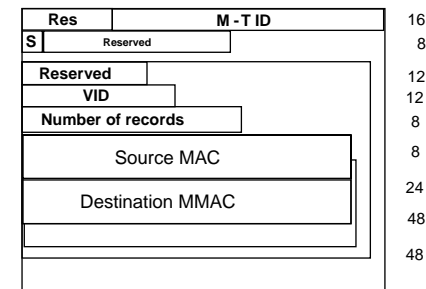 Res M - T ID 16
S Reserved 8
Reserved 12
VID 12
Number of records 8
Source MAC 8
24
Destination MMAC
48
48